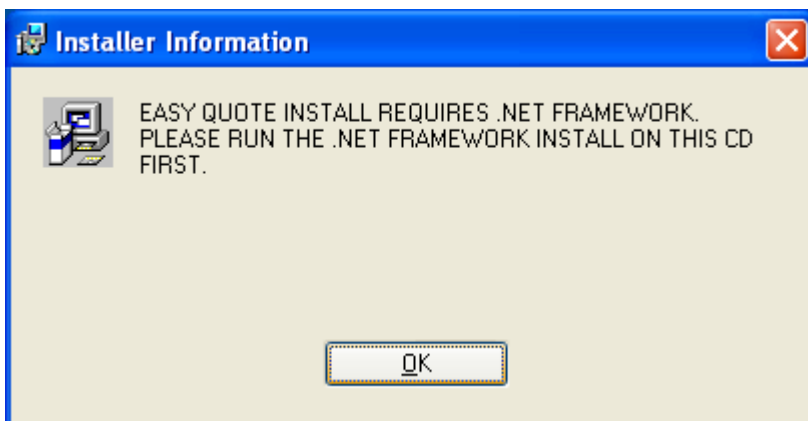 Installer Information
EASY QUOTE INSTALL REQUIRES .NET FRAMEWORK.
PLEASE RUN THE .NET FRAMEWORK INSTALL ON THIS CD
FIRST.
OK